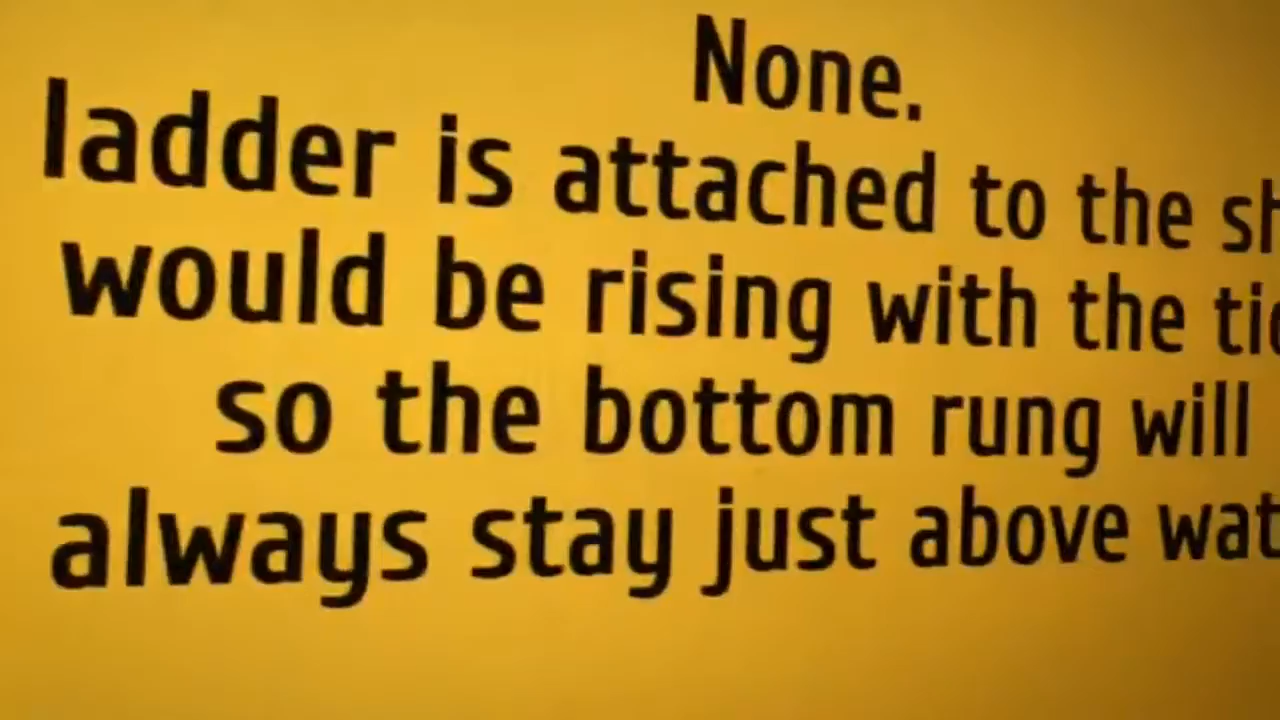 None.
ladder is attached to the
would be rising with the
so the bottom rung will
always stay just above